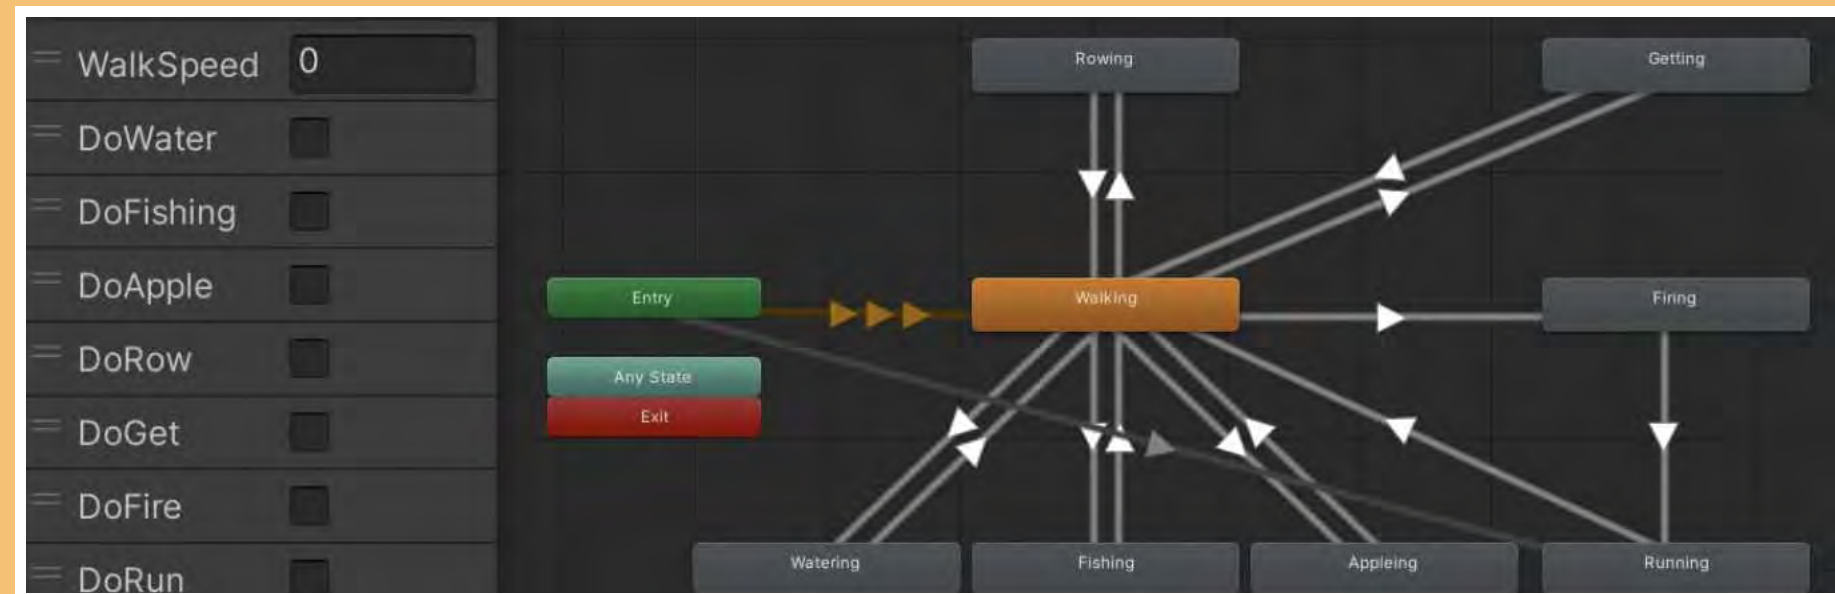 WalkSpeed 0
DoWater
DoFishing
DoApple
DoRow
DoGet
DoFire
DoRun
Rowing
Getting
Entry
Walking
Firing
Any State
Exit
Watering
Fishing
Appleing
Running